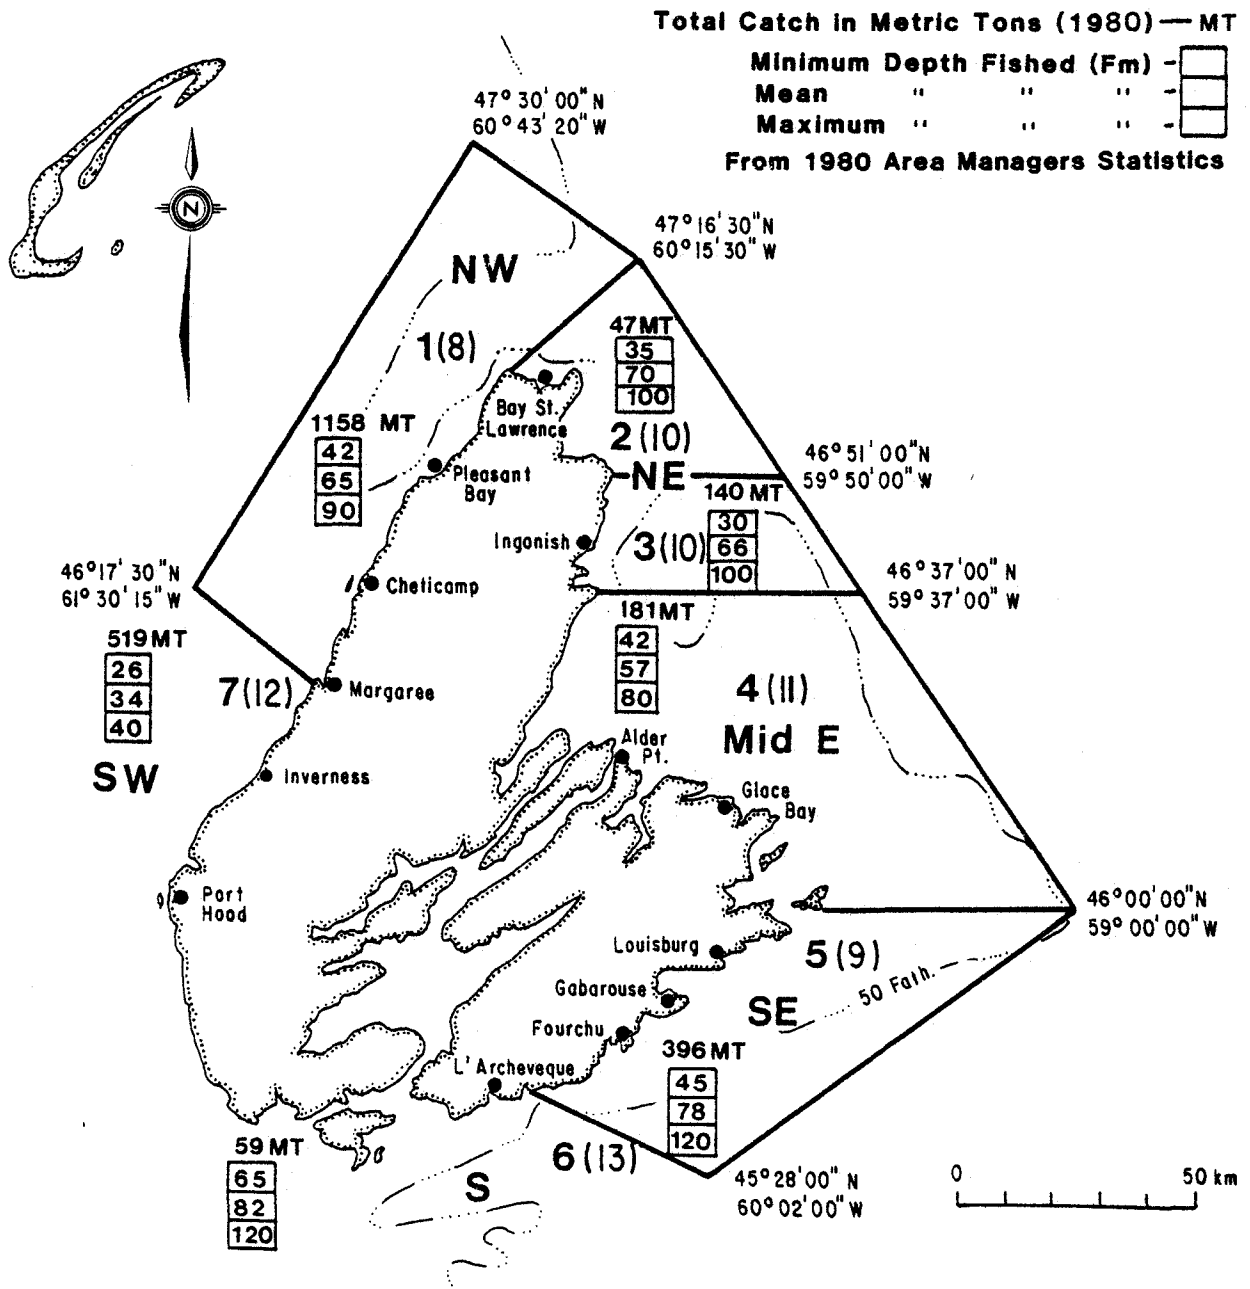 Total Catch in Metric Tons (1980) — MT
Minimum Depth Fished (Fm) -
Mean " " " -
Maximum " " " -
From 1980 Area Managers Statistics
47° 30' 00" N
60° 43' 20" W
N
47° 16' 30" N
60° 15' 30" W
NW
1(8)
47 MT
35
70
100
Bay St.
Lawrence
2(10)
1158 MT
42
65
90
Pleasant
Bay
NE
46° 51' 00" N
59° 50' 00" W
140 MT
30
66
100
Ingonish
3(10)
46° 17' 30" N
61° 30' 15" W
Cheticamp
46° 37' 00" N
59° 37' 00" W
519 MT
26
34
40
181 MT
42
57
80
7(12)
Margaree
4(11)
Mid E
Alder
Pt.
SW
Inverness
Glace
Bay
Port
Hood
46° 00' 00" N
59° 00' 00" W
Louisburg
5(9)
50 Fath.
Gabarouse
SE
Fourchu
396 MT
45
78
120
L'Archeveque
59 MT
65
82
120
6(13)
S
45° 28' 00" N
60° 02' 00" W
0 50 km